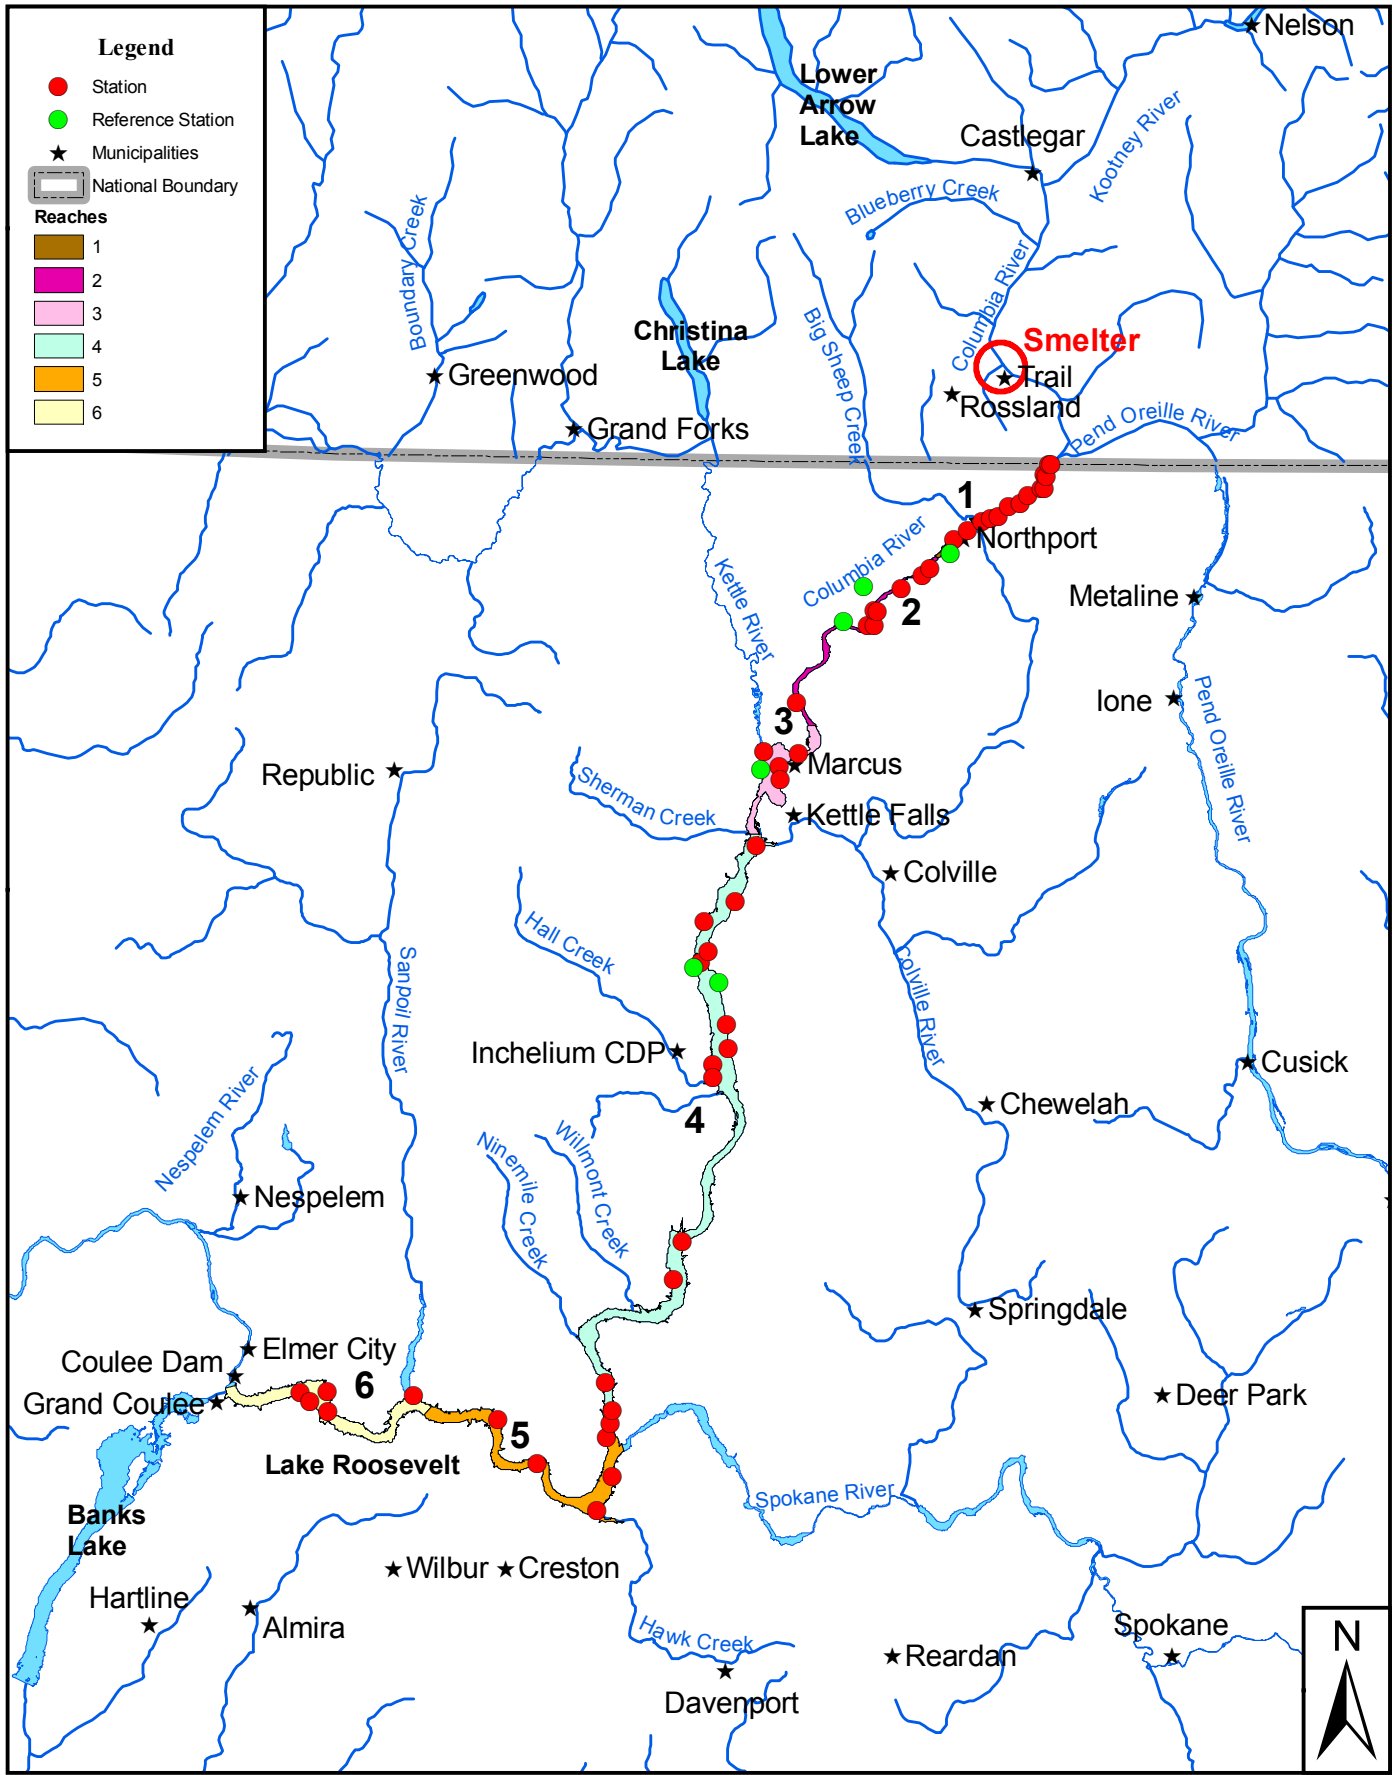 Legend
Station
Reference Station
Municipalities
National Boundary
Reaches
1
2
3
4
5
6
Nelson
Lower
Arrow
Lake
Castlegar
Kootney River
Blueberry Creek
Boundary Creek
Columbia River
Big Sheep Creek
Christina
Lake
Smelter
Trail
Greenwood
Rossland
Grand Forks
Pend Oreille River
1
Northport
Columbia River
Kettle River
Metaline
2
Ione
Pend Oreille River
3
Marcus
Republic
Sherman Creek
Kettle Falls
Colville
Hall Creek
Sanpoil River
Colville River
Inchelium CDP
Cusick
Nespelem River
Chewelah
4
Ninemile Creek
Willmont Creek
Nespelem
Springdale
Elmer City
Coulee Dam
6
Grand Coulee
Deer Park
5
Lake Roosevelt
Spokane River
Banks
Lake
Wilbur
Creston
Hartline
Almira
Hawk Creek
Spokane
Reardan
Davenport
N